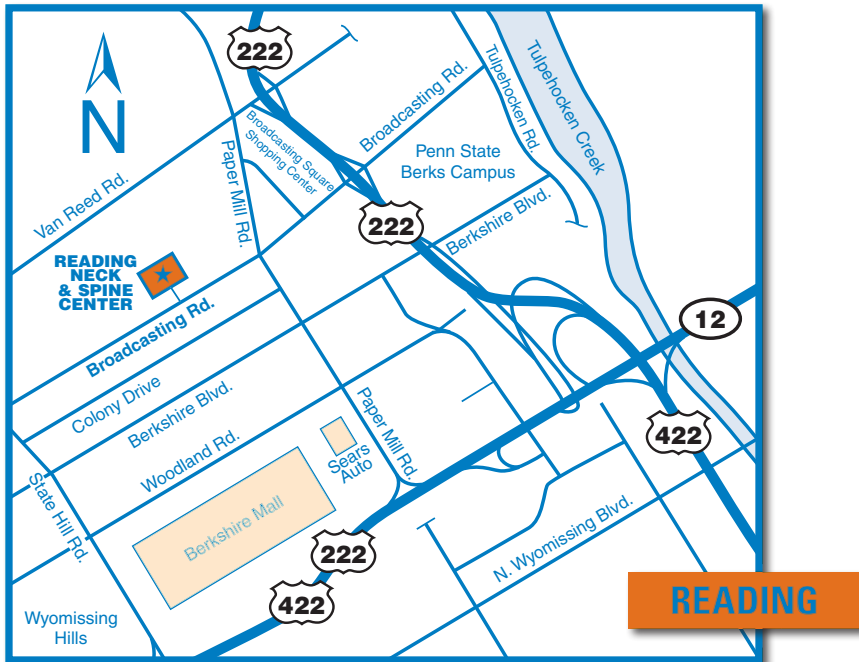 222
Tulpehocken Rd.
Tulpehocken Creek
N
Broadcasting Rd.
Broadcasting Square
Shopping Center
Penn State
Berks Campus
Paper Mill Rd.
Van Reed Rd.
222
Berkshire Blvd.
READING
NECK
& SPINE
CENTER
12
Broadcasting Rd.
Colony Drive
Berkshire Blvd.
Paper Mill Rd.
422
Woodland Rd.
Sears
Auto
State Hill Rd.
Berkshire Mall
N. Wyomissing Blvd.
222
422
READING
Wyomissing
Hills